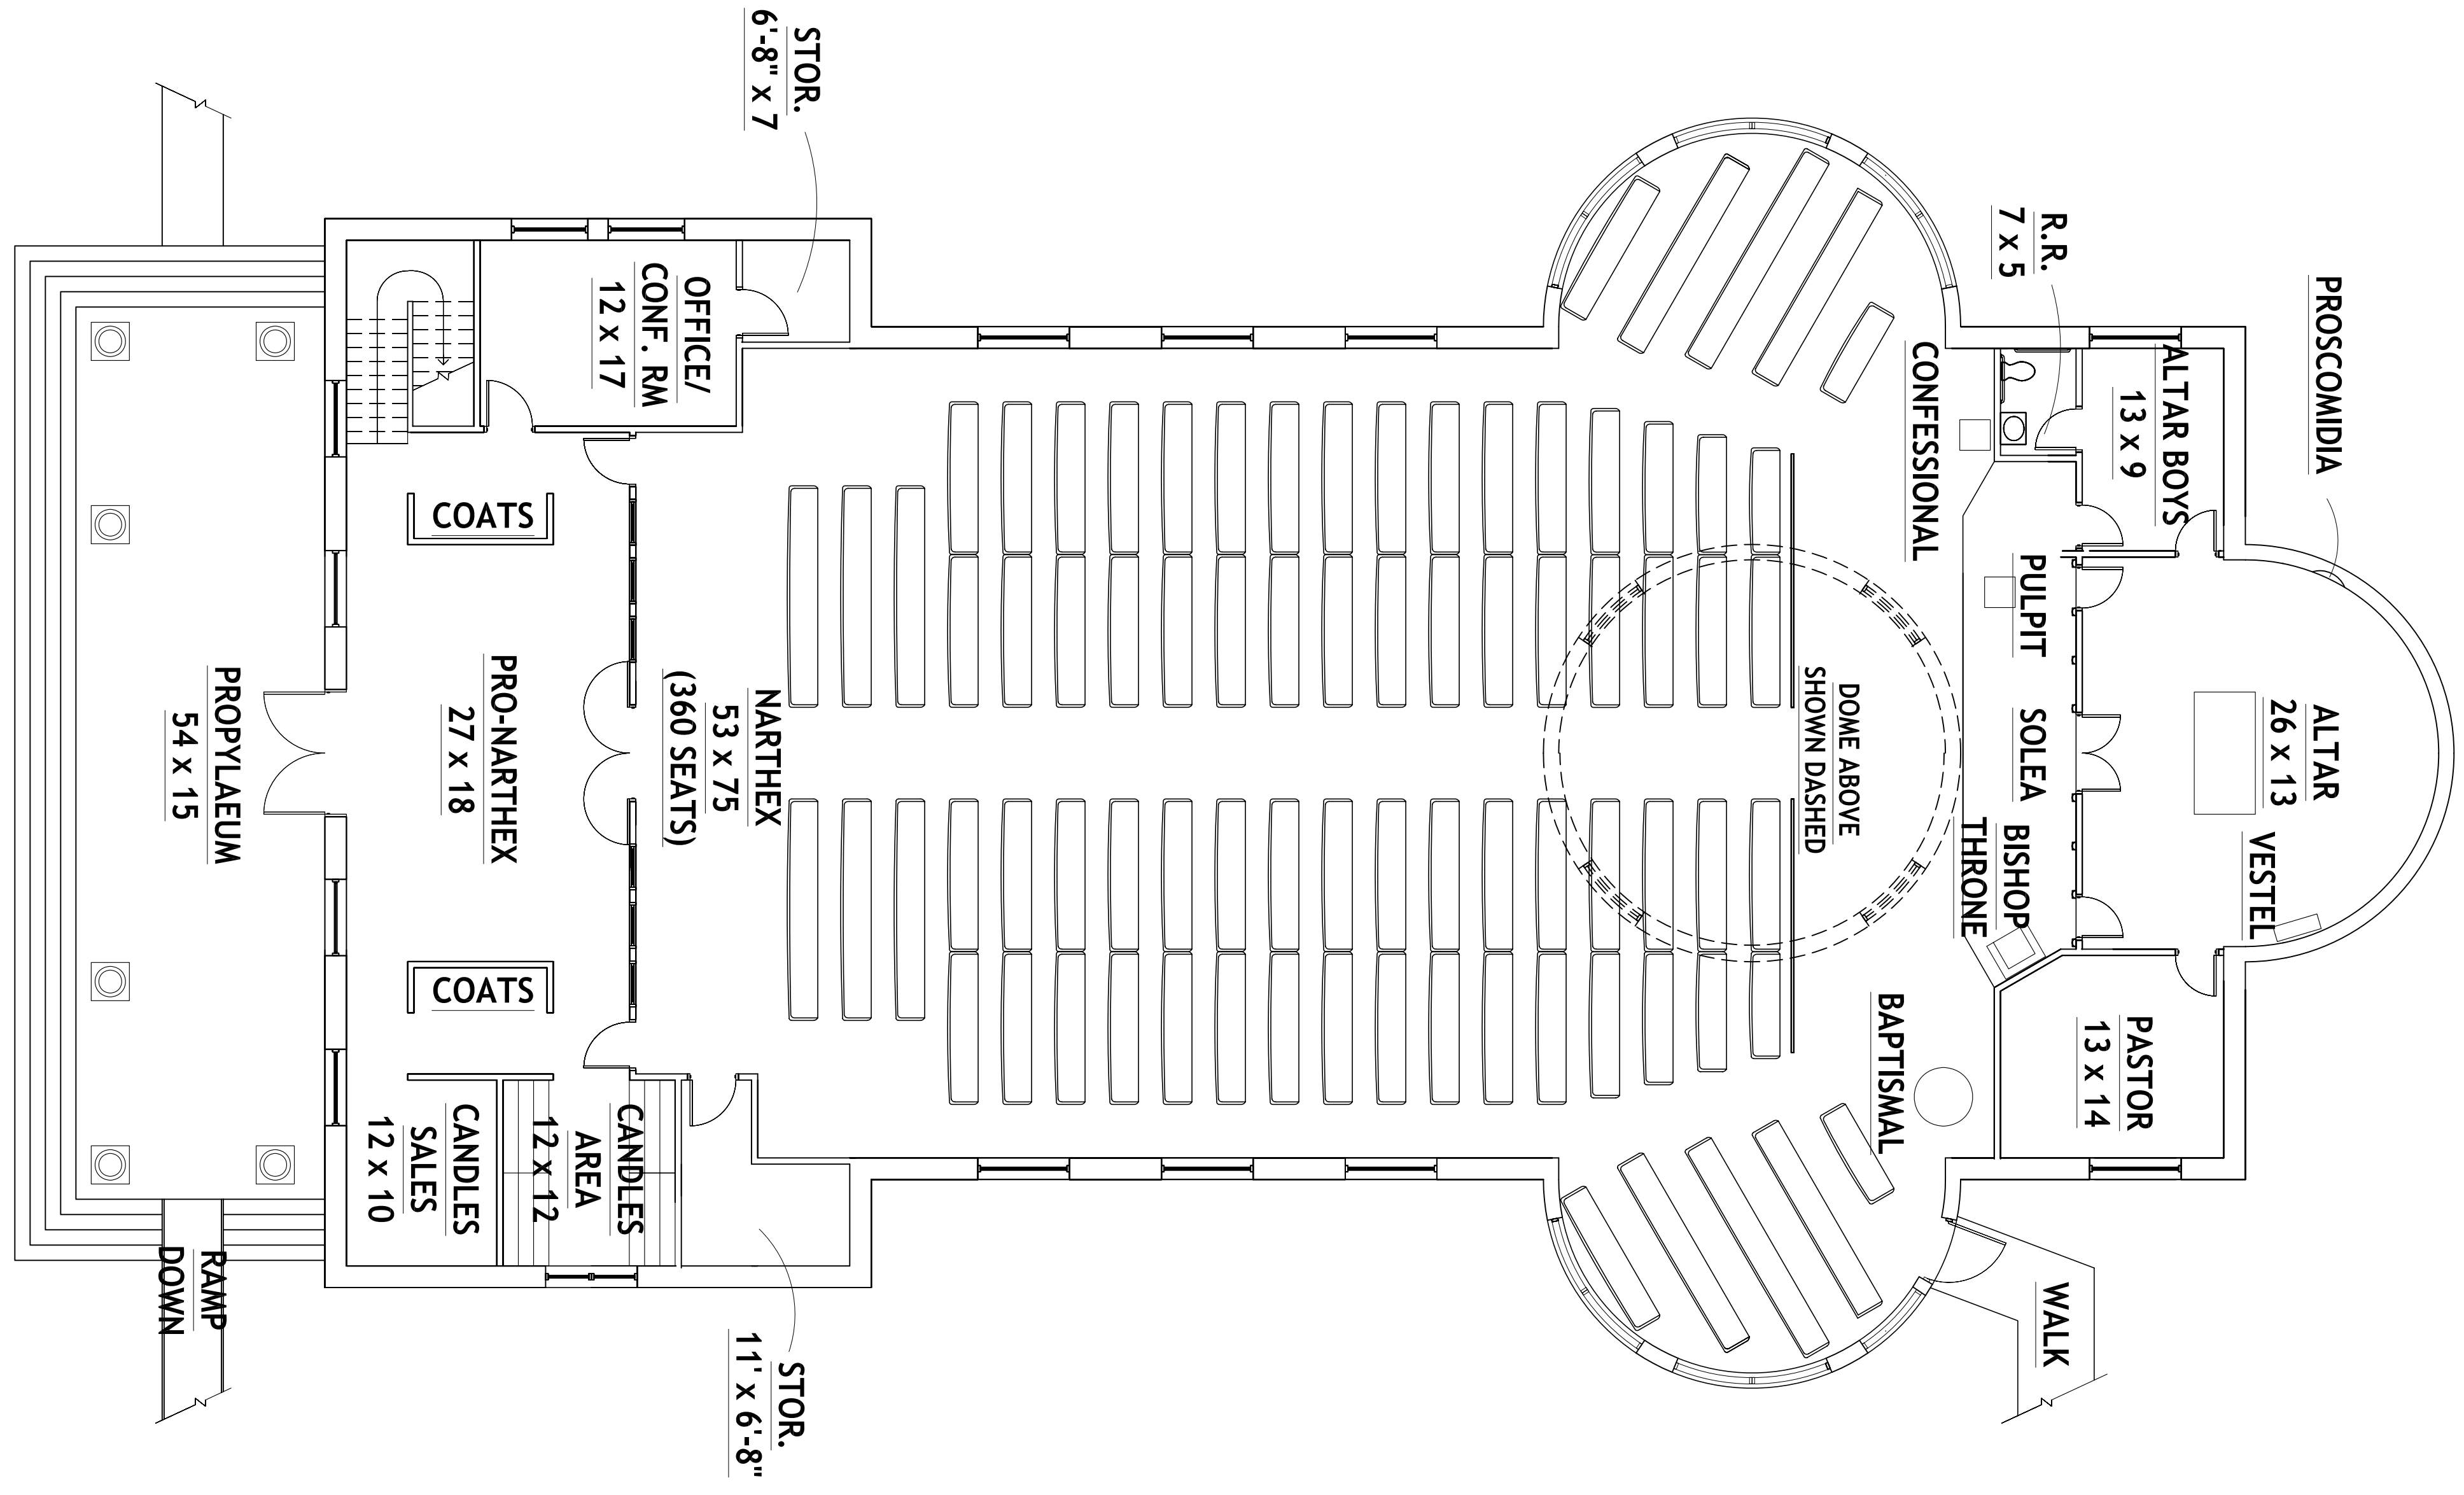 STOR.
6'-8" x 7
R.R.
7 x 5
PROSCOMIDIA
OFFICE/
CONF. RM
12 x 17
CONFESSIONAL
ALTAR BOYS
13 x 9
COATS
PULPIT
PROPYLAEUM
54 x 15
PRO-NARTHEX
27 x 18
NARTHEX
53 x 75
(360 SEATS)
DOME ABOVE
SHOWN DASHED
SOLEA
ALTAR
26 x 13
BISHOP
THRONE
VESTEL
COATS
BAPTISMAL
PASTOR
13 x 14
CANDLES
SALES
12 x 10
CANDLES
AREA
12 x 12
RAMP
DOWN
STOR.
11' x 6'-8"
WALK